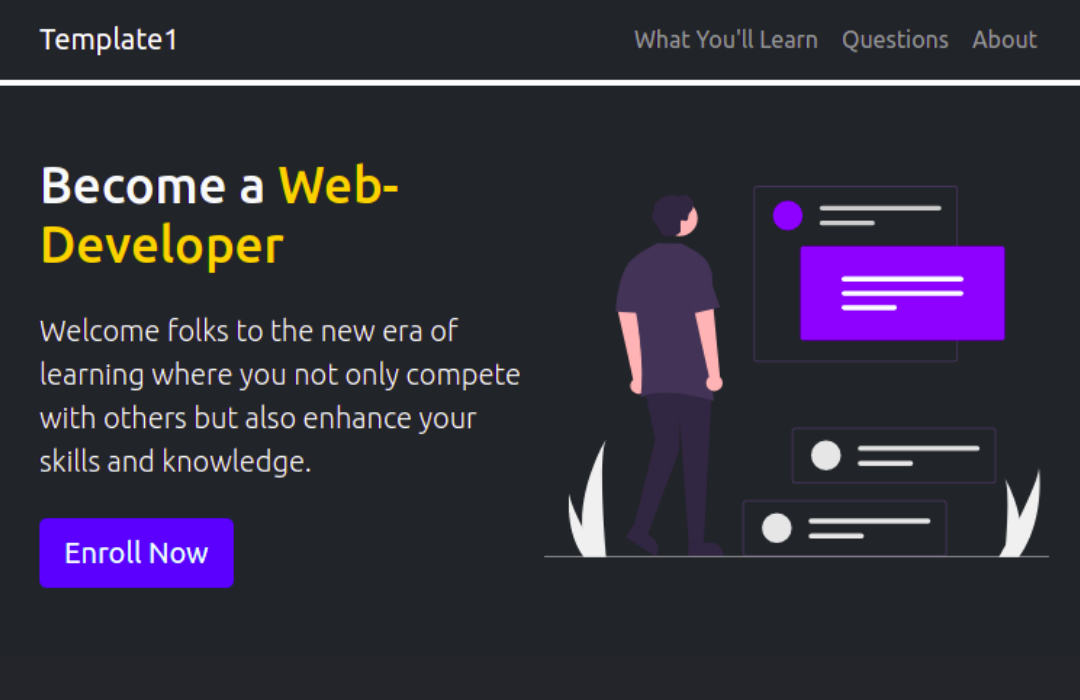 Template1
What You'll Learn Questions About
Become a Web-
Developer
Welcome folks to the new era of
learning where you not only compete
with others but also enhance your
skills and knowledge.
Enroll Now